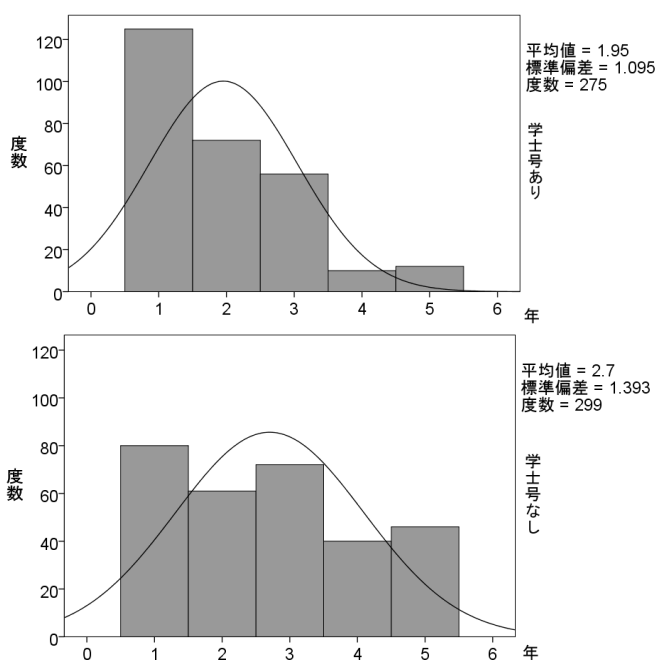 120
100
80
60
40
20
0
度数
0 1 2 3 4 5 6 年
平均値 = 1.95
標準偏差 = 1.095
度数 = 275
学士号あり
120
100
80
60
40
20
0
度数
0 1 2 3 4 5 6 年
平均値 = 2.7
標準偏差 = 1.393
度数 = 299
学士号なし